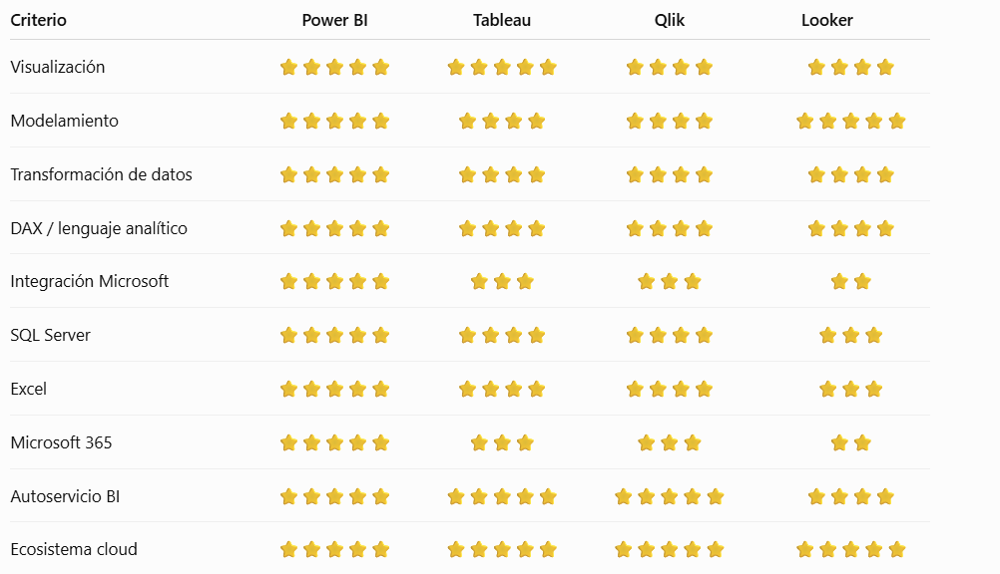 Criterio Power BI Tableau Qlik Looker
Visualización ⭐⭐⭐⭐⭐ ⭐⭐⭐⭐⭐ ⭐⭐⭐⭐ ⭐⭐⭐⭐
Modelamiento ⭐⭐⭐⭐⭐ ⭐⭐⭐⭐ ⭐⭐⭐⭐ ⭐⭐⭐⭐⭐
Transformación de datos ⭐⭐⭐⭐⭐ ⭐⭐⭐⭐ ⭐⭐⭐⭐ ⭐⭐⭐⭐
DAX / lenguaje analítico ⭐⭐⭐⭐⭐ ⭐⭐⭐⭐ ⭐⭐⭐⭐ ⭐⭐⭐⭐
Integración Microsoft ⭐⭐⭐⭐⭐ ⭐⭐⭐ ⭐⭐⭐ ⭐⭐
SQL Server ⭐⭐⭐⭐⭐ ⭐⭐⭐⭐ ⭐⭐⭐⭐ ⭐⭐⭐
Excel ⭐⭐⭐⭐⭐ ⭐⭐⭐⭐ ⭐⭐⭐⭐ ⭐⭐⭐
Microsoft 365 ⭐⭐⭐⭐⭐ ⭐⭐⭐ ⭐⭐⭐ ⭐⭐
Autoservicio BI ⭐⭐⭐⭐⭐ ⭐⭐⭐⭐⭐ ⭐⭐⭐⭐⭐ ⭐⭐⭐⭐
Ecosistema cloud ⭐⭐⭐⭐⭐ ⭐⭐⭐⭐⭐ ⭐⭐⭐⭐⭐ ⭐⭐⭐⭐⭐